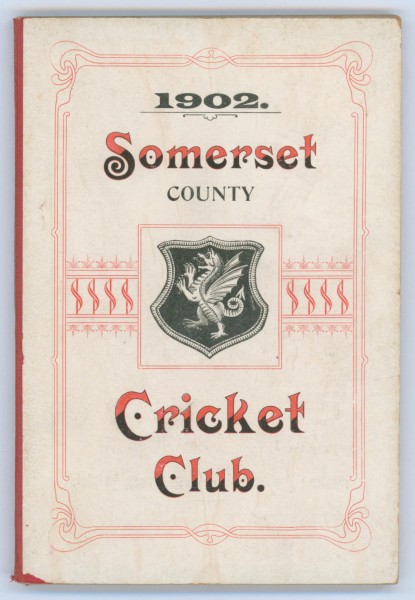 1902.
Somerset
COUNTY
Cricket
Club.